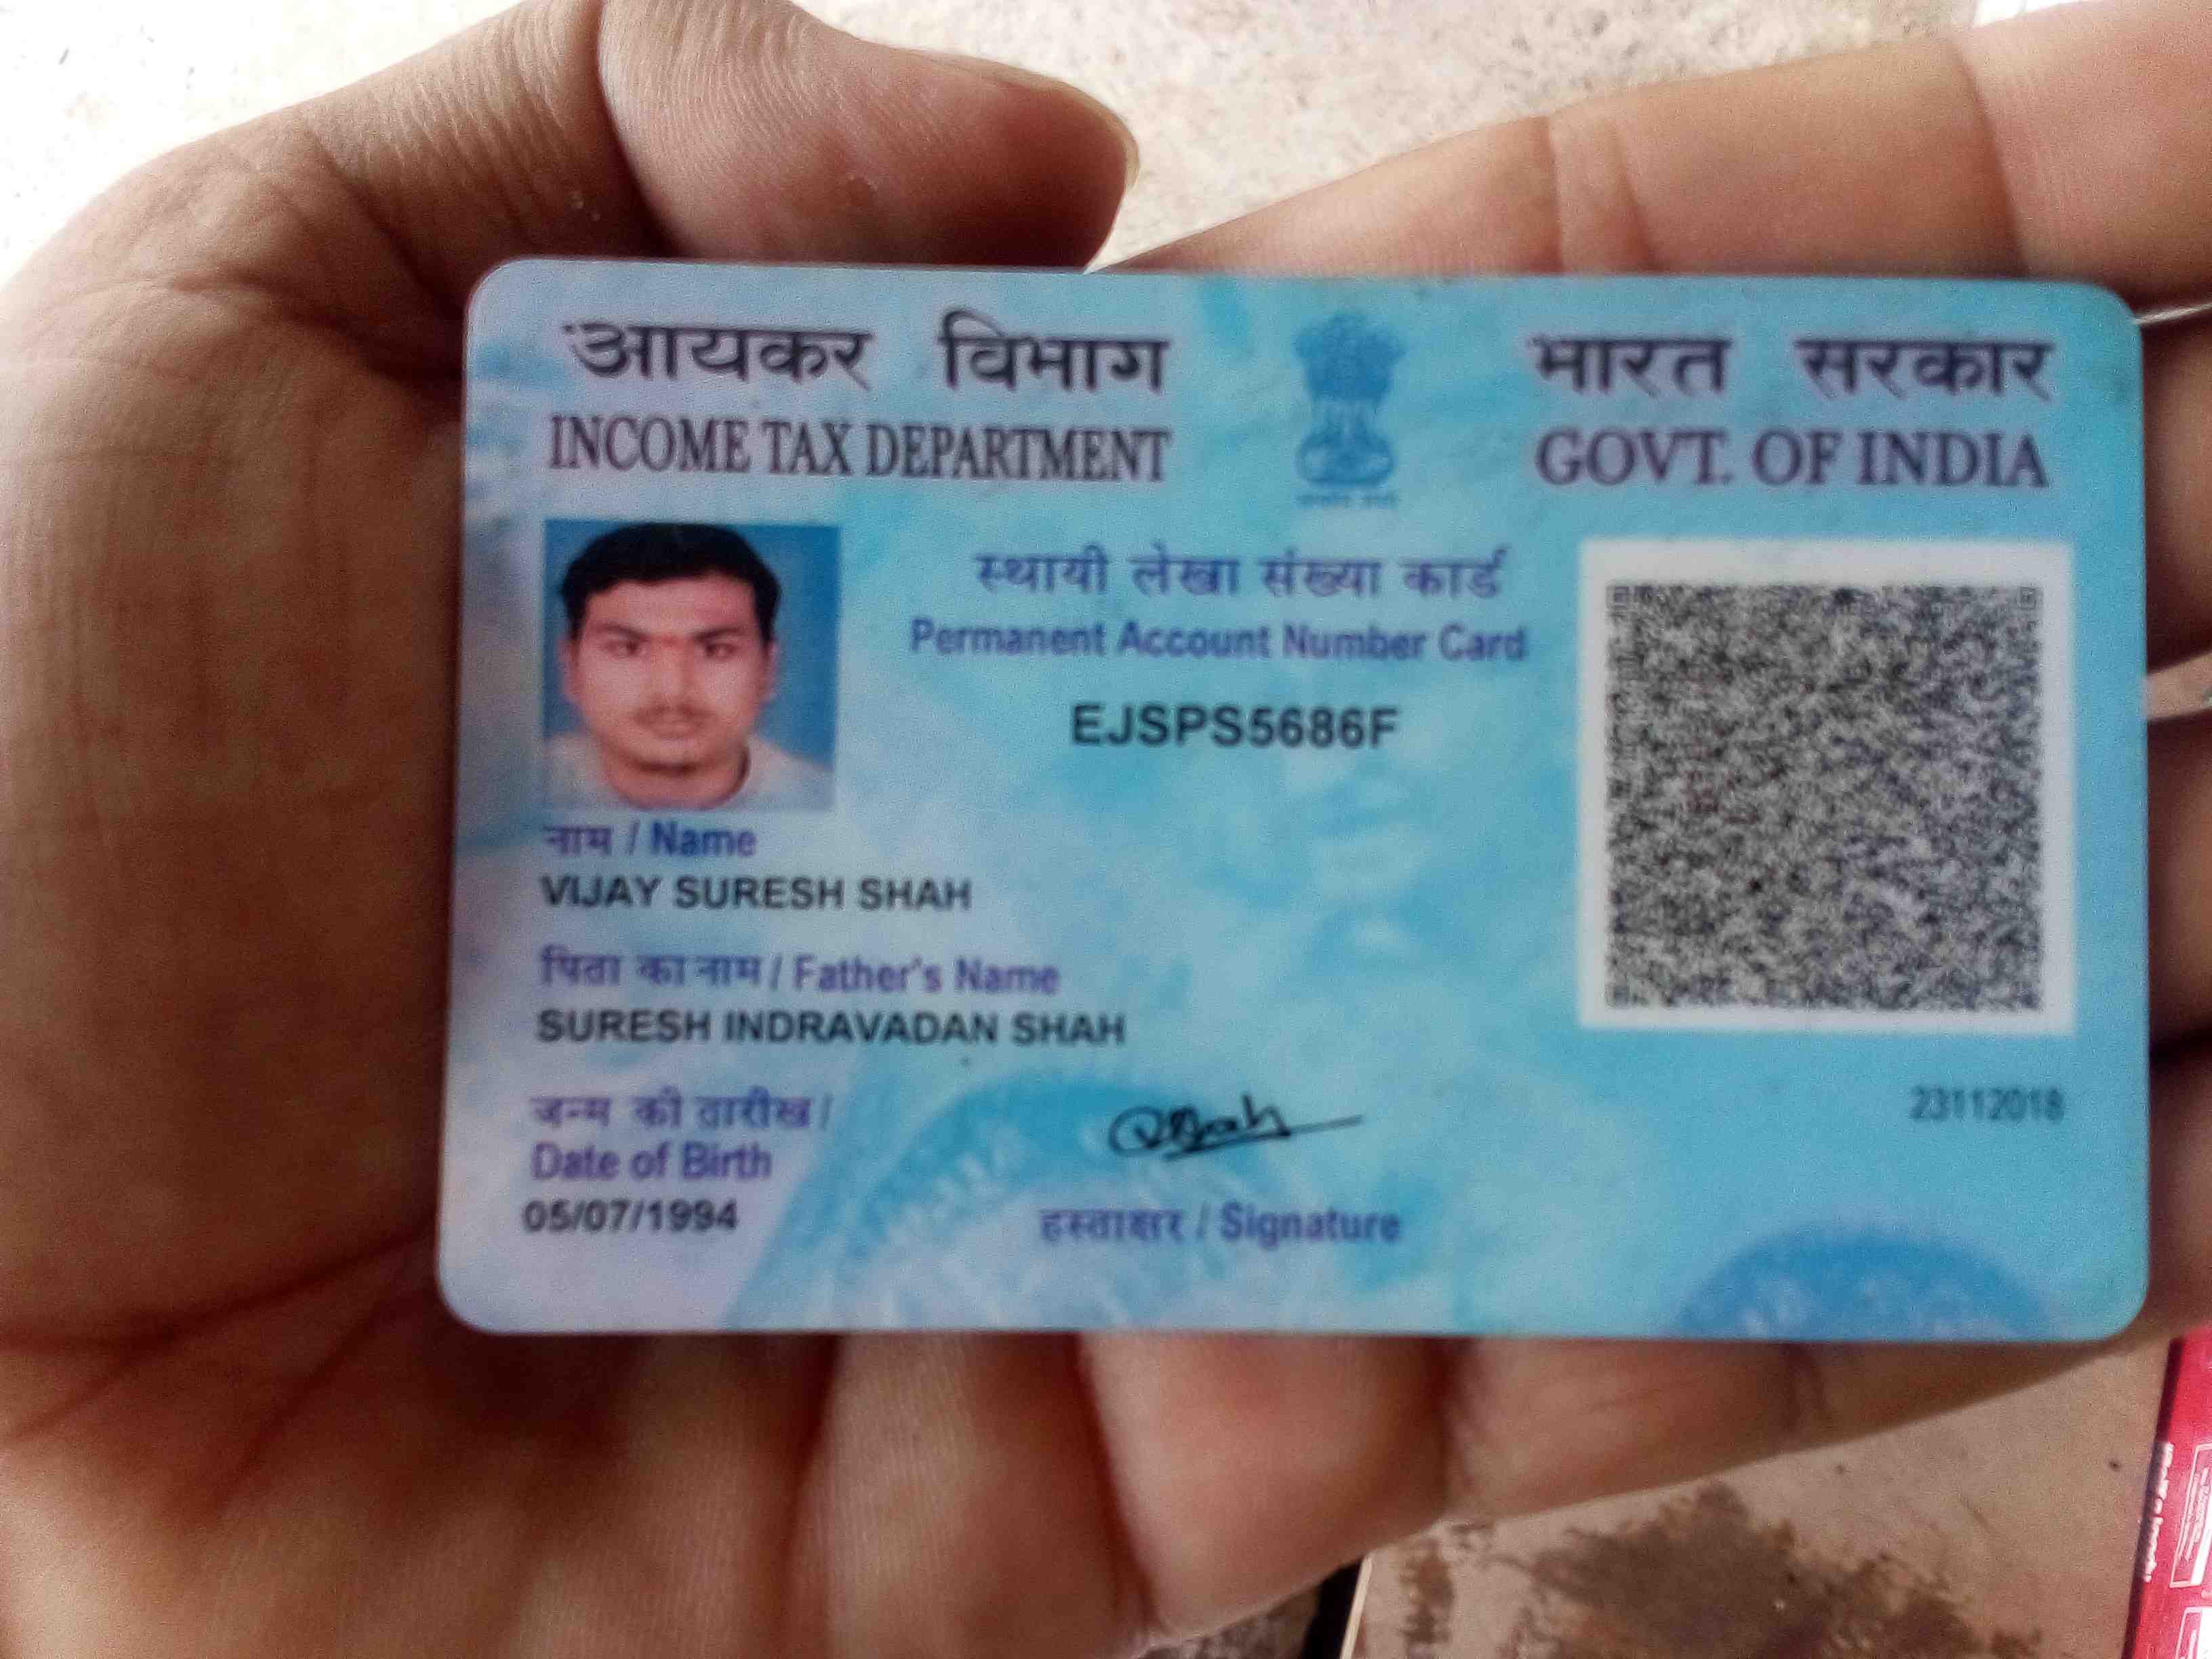 आयकर विभाग
INCOME TAX DEPARTMENT
भारत सरकार
GOVT. OF INDIA
स्थायी लेखा संख्या कार्ड
Permanent Account Number Card
EJSPS5686F
नाम / Name
VIJAY SURESH SHAH
पिता का नाम / Father's Name
SURESH INDRAVADAN SHAH
जन्म की तारीख /
Date of Birth
05/07/1994
हस्ताक्षर / Signature
23112018